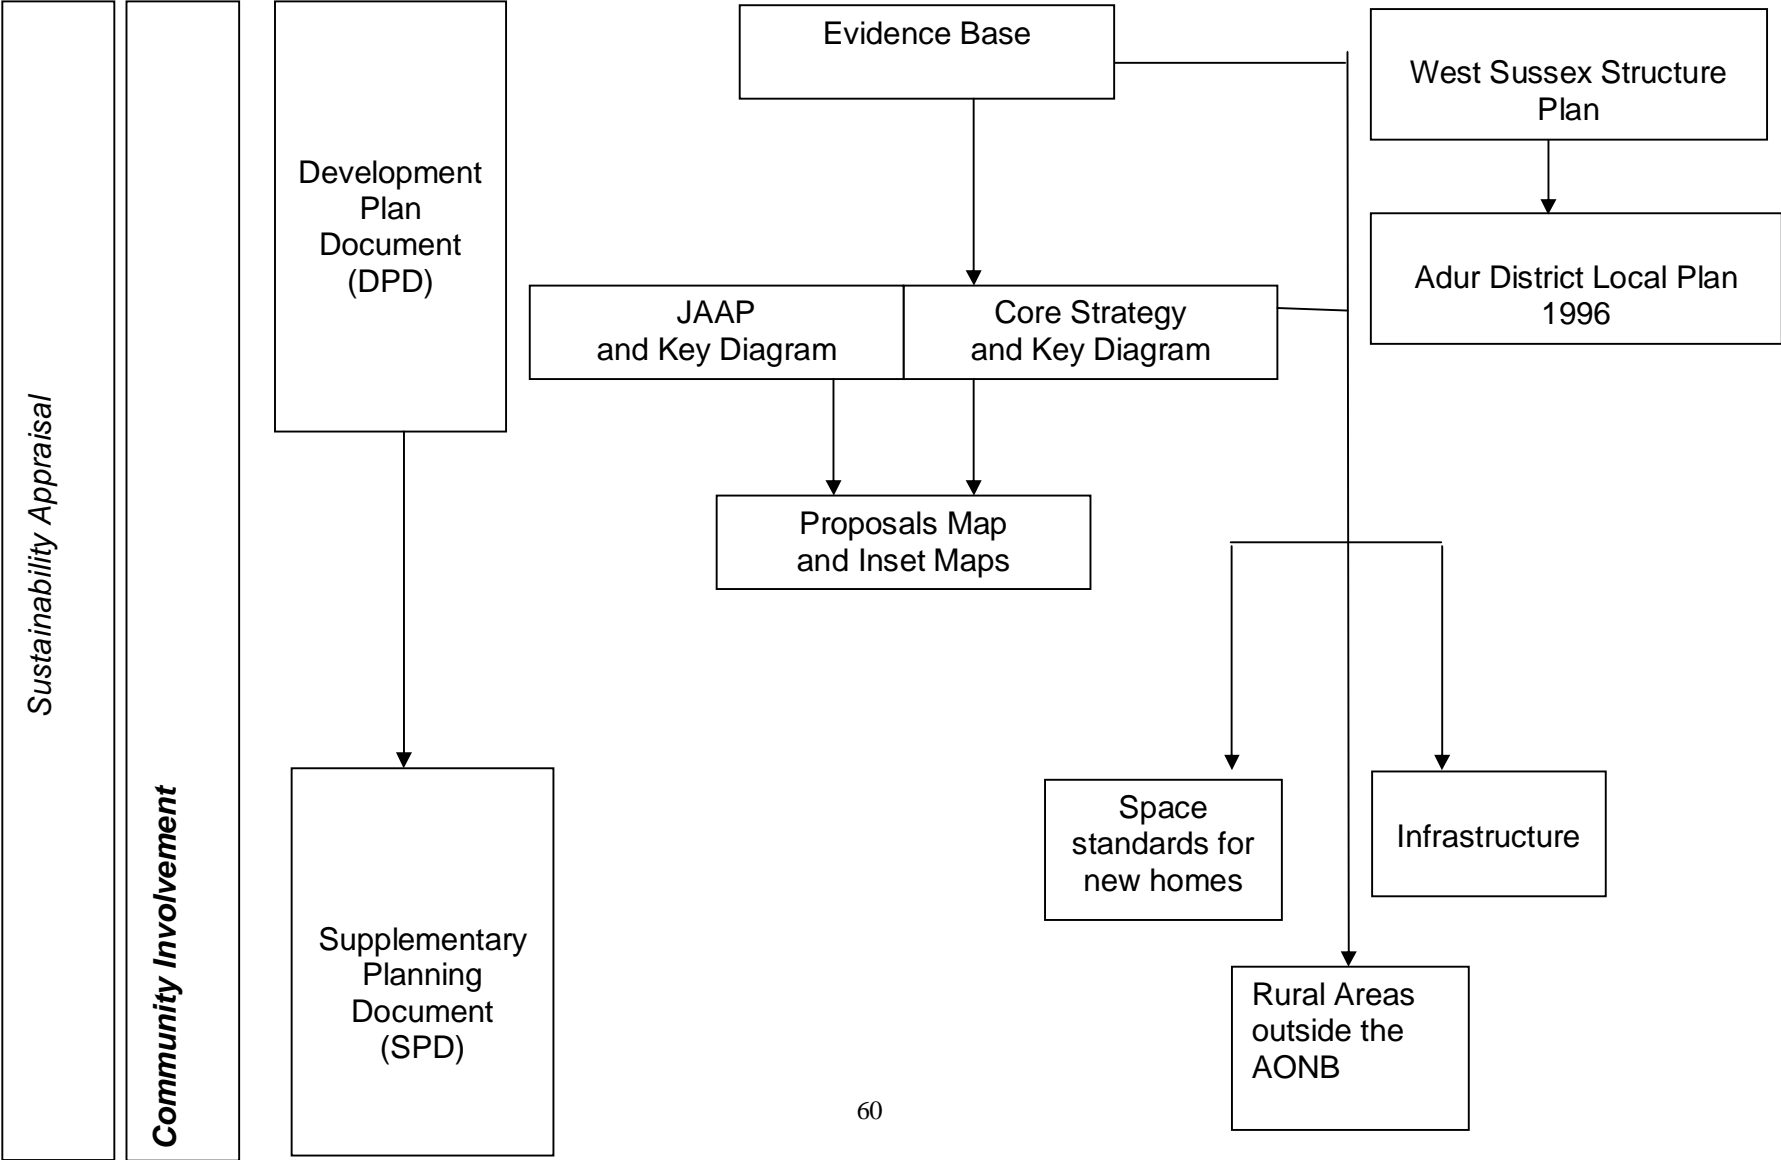 Sustainability Appraisal
Community Involvement
Development
Plan
Document
(DPD)
Supplementary
Planning
Document
(SPD)
Evidence Base
JAAP
and Key Diagram
Core Strategy
and Key Diagram
Proposals Map
and Inset Maps
West Sussex Structure
Plan
Adur District Local Plan
1996
Space
standards for
new homes
Infrastructure
Rural Areas
outside the
AONB
60